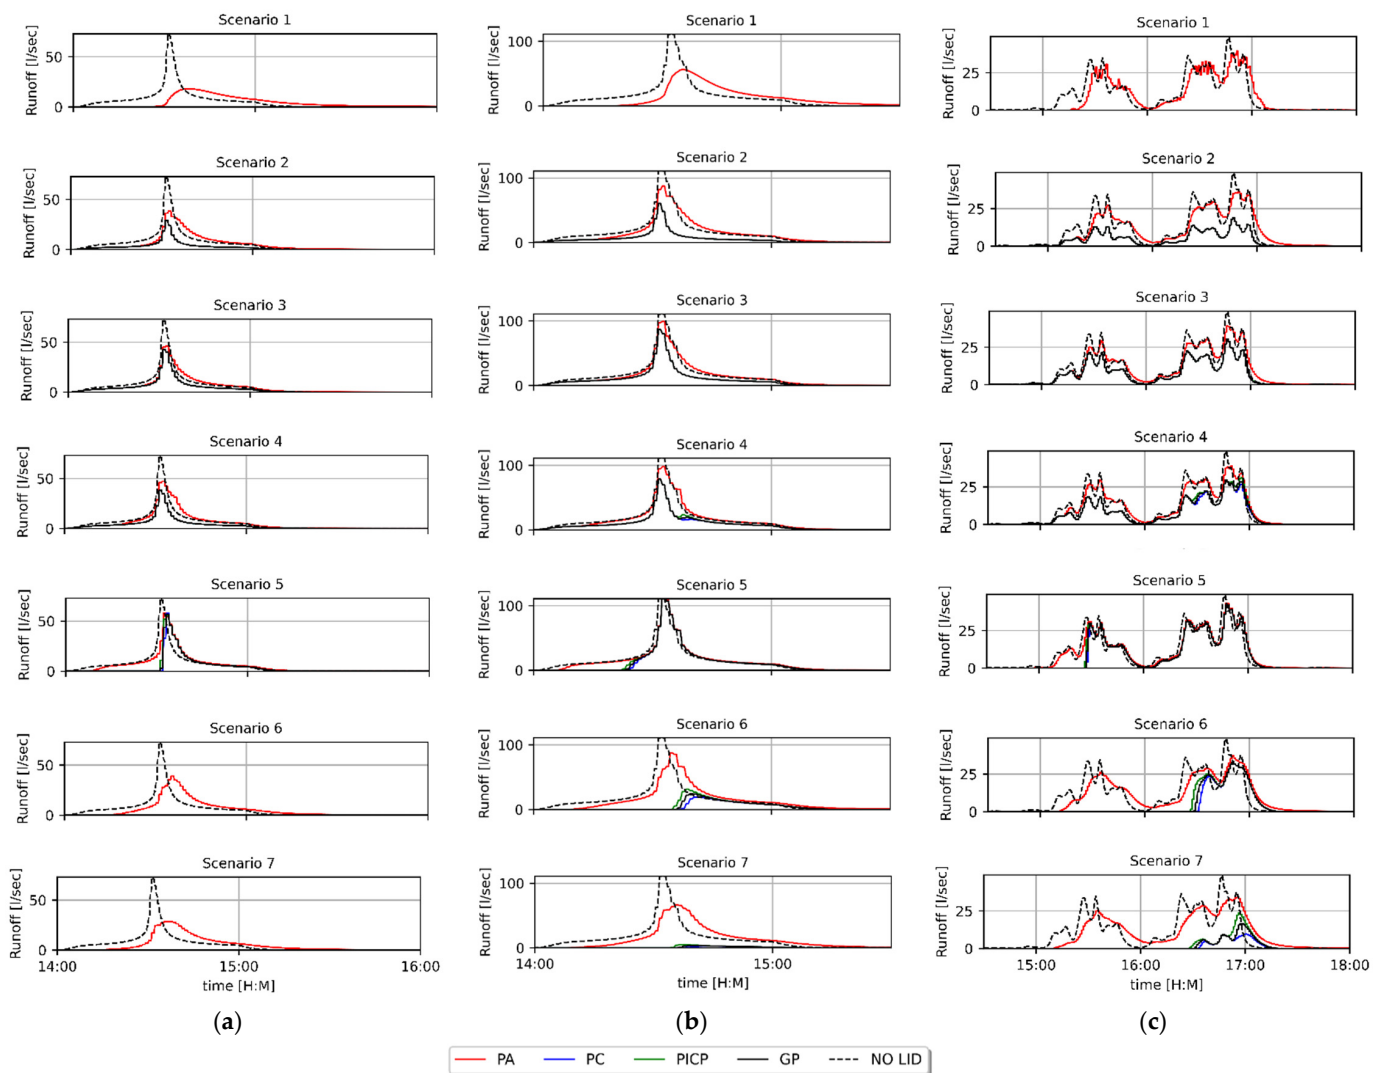 Scenario 1
Runoff [l/sec]
50
0
Scenario 2
Runoff [l/sec]
50
0
Scenario 3
Runoff [l/sec]
50
0
Scenario 4
Runoff [l/sec]
50
0
Scenario 5
Runoff [l/sec]
50
0
Scenario 6
Runoff [l/sec]
50
0
Scenario 7
Runoff [l/sec]
50
0
14:00 15:00 16:00
time [H:M]
(a)
Scenario 1
Runoff [l/sec]
100
0
Scenario 2
Runoff [l/sec]
100
0
Scenario 3
Runoff [l/sec]
100
0
Scenario 4
Runoff [l/sec]
100
0
Scenario 5
Runoff [l/sec]
100
0
Scenario 6
Runoff [l/sec]
100
0
Scenario 7
Runoff [l/sec]
100
0
14:00 15:00
time [H:M]
(b)
Scenario 1
Runoff [l/sec]
25
0
Scenario 2
Runoff [l/sec]
25
0
Scenario 3
Runoff [l/sec]
25
0
Scenario 4
Runoff [l/sec]
25
0
Scenario 5
Runoff [l/sec]
25
0
Scenario 6
Runoff [l/sec]
25
0
Scenario 7
Runoff [l/sec]
25
0
15:00 16:00 17:00 18:00
time [H:M]
(c)
PA PC PICP GP NO LID